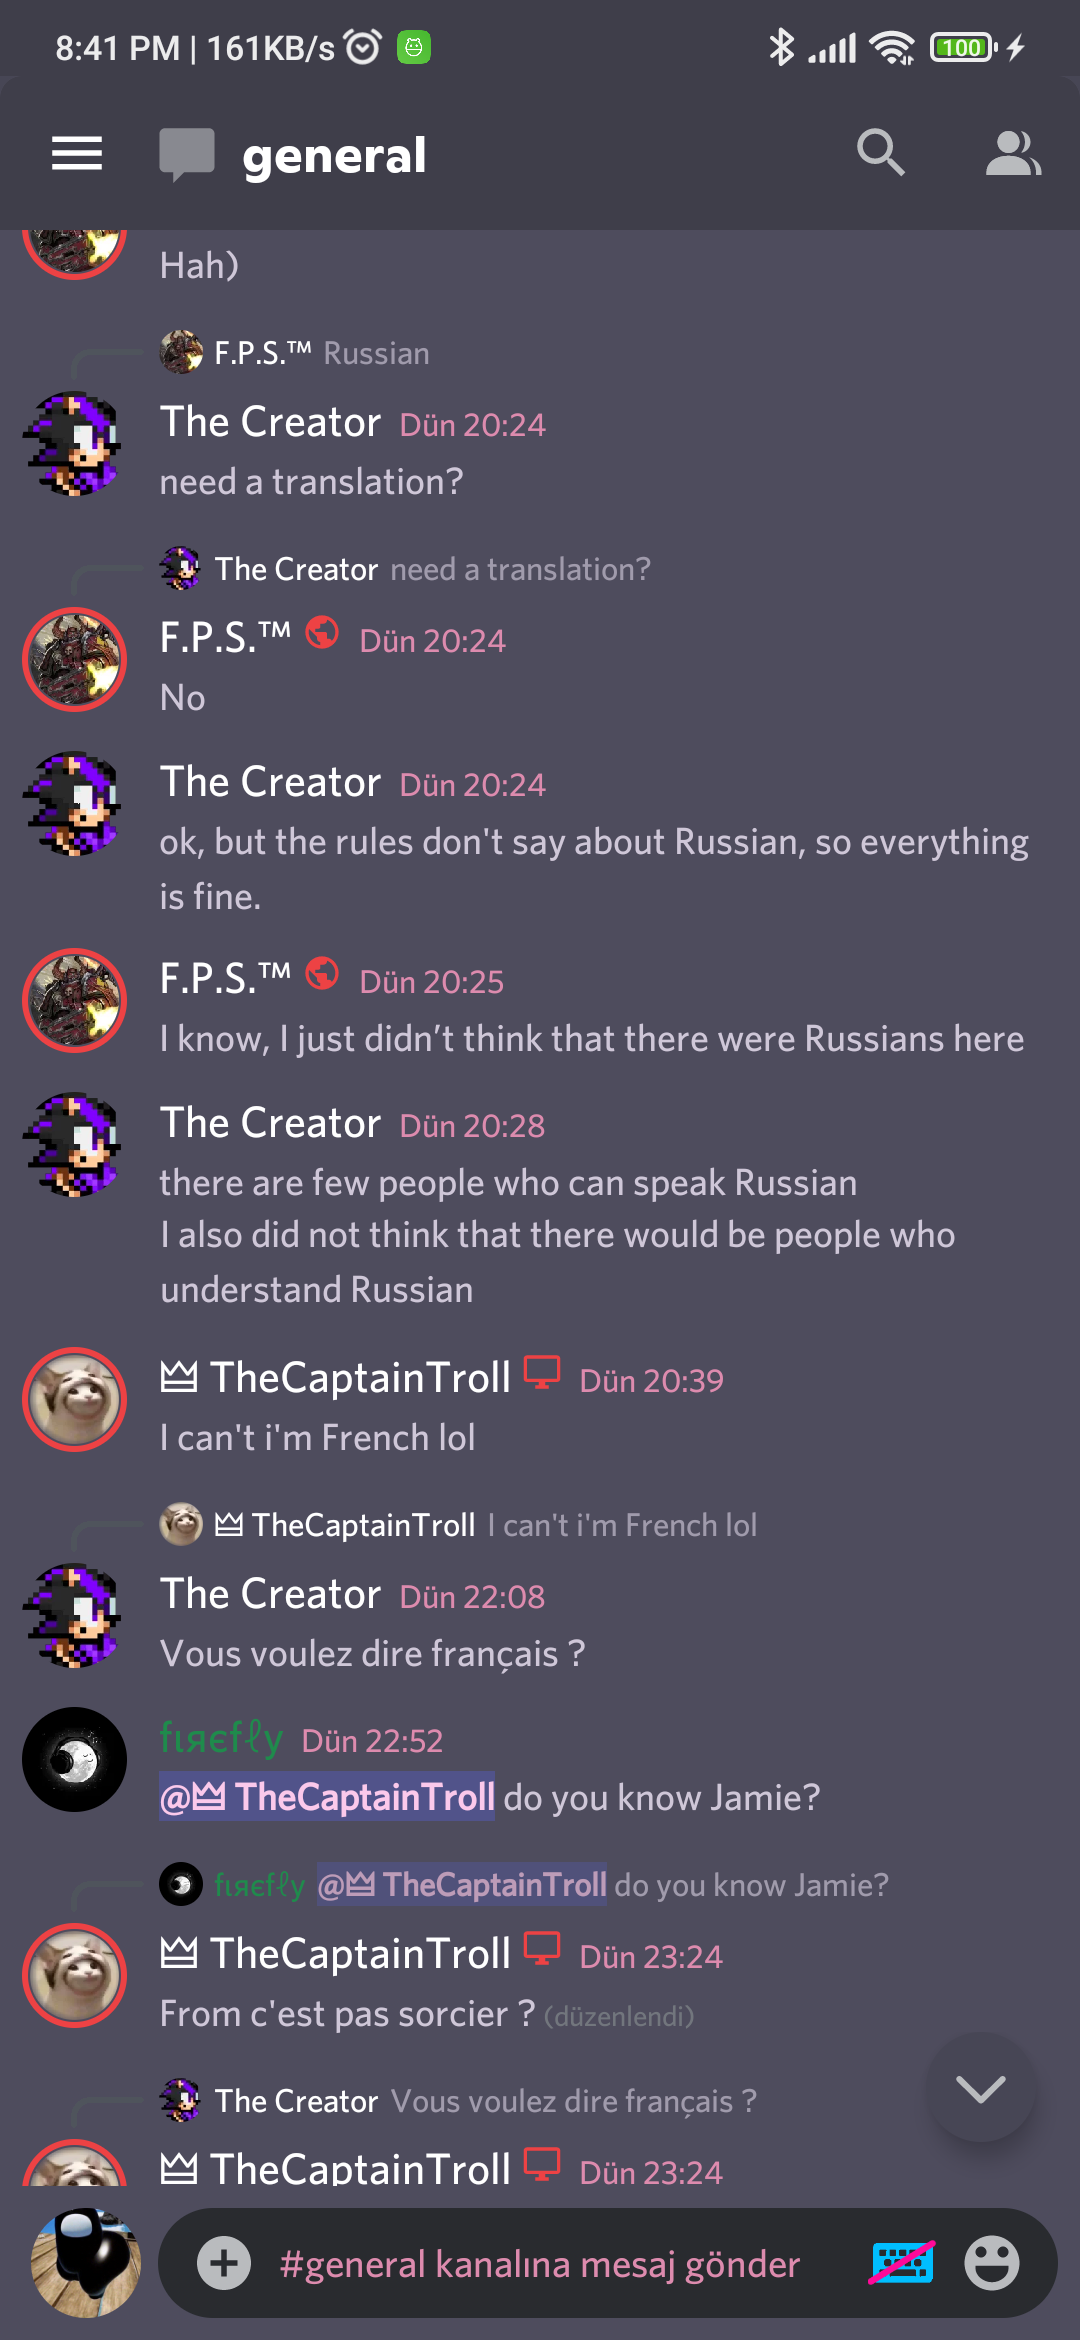 8:41 PM | 161KB/s
100
general
Hah)
F.P.S.™ Russian
The Creator Dün 20:24
need a translation?
The Creator need a translation?
F.P.S.™ Dün 20:24
No
The Creator Dün 20:24
ok, but the rules don't say about Russian, so everything
is fine.
F.P.S.™ Dün 20:25
I know, I just didn’t think that there were Russians here
The Creator Dün 20:28
there are few people who can speak Russian
I also did not think that there would be people who
understand Russian
TheCaptainTroll Dün 20:39
I can't i'm French lol
TheCaptainTroll I can't i'm French lol
The Creator Dün 22:08
Vous voulez dire français ?
fιяєfℓy Dün 22:52
@ TheCaptainTroll do you know Jamie?
fιяєfℓy @ TheCaptainTroll do you know Jamie?
TheCaptainTroll Dün 23:24
From c'est pas sorcier ? (düzenlendi)
The Creator Vous voulez dire français ?
TheCaptainTroll Dün 23:24
#general kanalına mesaj gönder